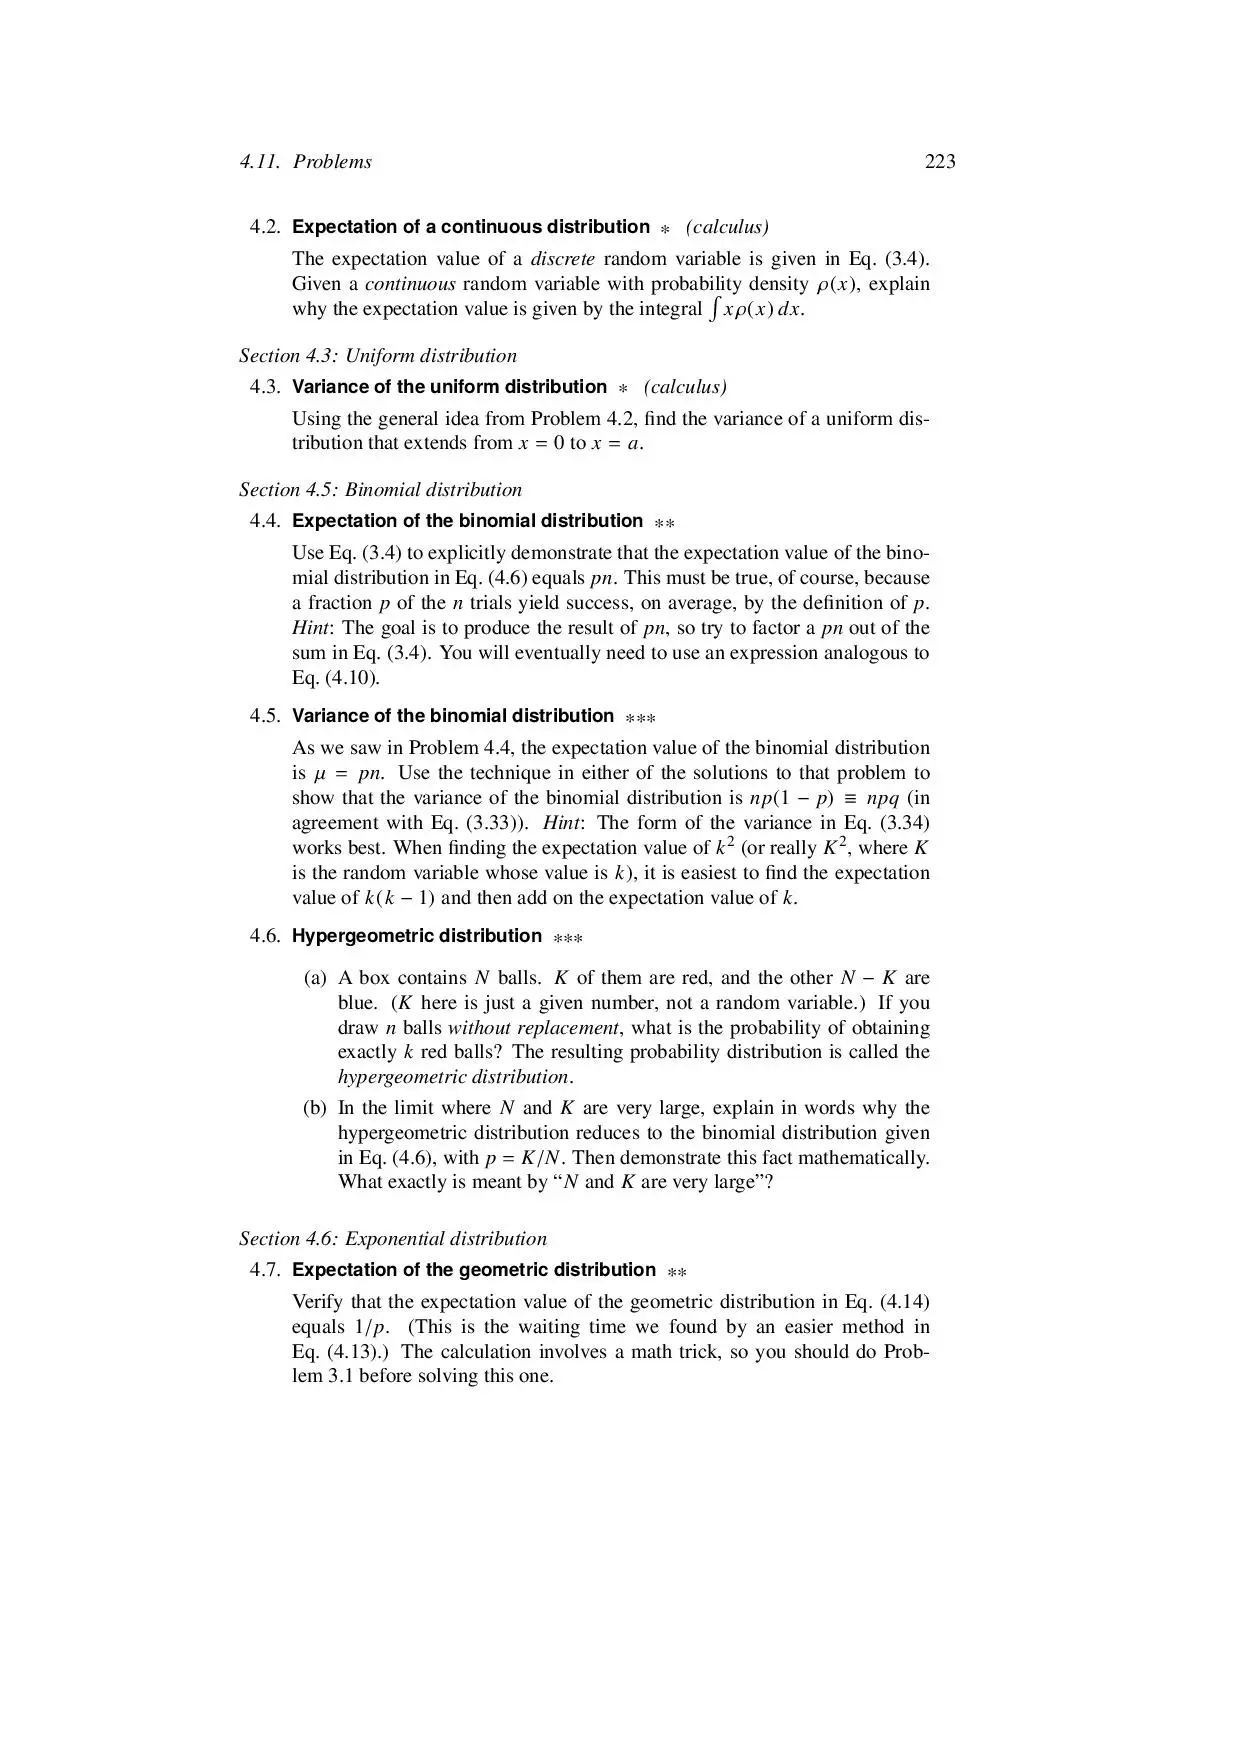 4.11. Problems 223
4.2. Expectation of a continuous distribution ∗ (calculus)
The expectation value of a discrete random variable is given in Eq. (3.4).
Given a continuous random variable with probability density ρ(x), explain
why the expectation value is given by the integral ∫ xρ(x) dx.
Section 4.3: Uniform distribution
4.3. Variance of the uniform distribution ∗ (calculus)
Using the general idea from Problem 4.2, find the variance of a uniform dis-
tribution that extends from x = 0 to x = a.
Section 4.5: Binomial distribution
4.4. Expectation of the binomial distribution ∗∗
Use Eq. (3.4) to explicitly demonstrate that the expectation value of the bino-
mial distribution in Eq. (4.6) equals pn. This must be true, of course, because
a fraction p of the n trials yield success, on average, by the definition of p.
Hint: The goal is to produce the result of pn, so try to factor a pn out of the
sum in Eq. (3.4). You will eventually need to use an expression analogous to
Eq. (4.10).
4.5. Variance of the binomial distribution ∗∗∗
As we saw in Problem 4.4, the expectation value of the binomial distribution
is μ = pn. Use the technique in either of the solutions to that problem to
show that the variance of the binomial distribution is np(1 − p) ≡ npq (in
agreement with Eq. (3.33)). Hint: The form of the variance in Eq. (3.34)
works best. When finding the expectation value of k² (or really K², where K
is the random variable whose value is k), it is easiest to find the expectation
value of k(k − 1) and then add on the expectation value of k.
4.6. Hypergeometric distribution ∗∗∗
(a) A box contains N balls. K of them are red, and the other N − K are
blue. (K here is just a given number, not a random variable.) If you
draw n balls without replacement, what is the probability of obtaining
exactly k red balls? The resulting probability distribution is called the
hypergeometric distribution.
(b) In the limit where N and K are very large, explain in words why the
hypergeometric distribution reduces to the binomial distribution given
in Eq. (4.6), with p = K/N. Then demonstrate this fact mathematically.
What exactly is meant by “N and K are very large”?
Section 4.6: Exponential distribution
4.7. Expectation of the geometric distribution ∗∗
Verify that the expectation value of the geometric distribution in Eq. (4.14)
equals 1/p. (This is the waiting time we found by an easier method in
Eq. (4.13).) The calculation involves a math trick, so you should do Prob-
lem 3.1 before solving this one.